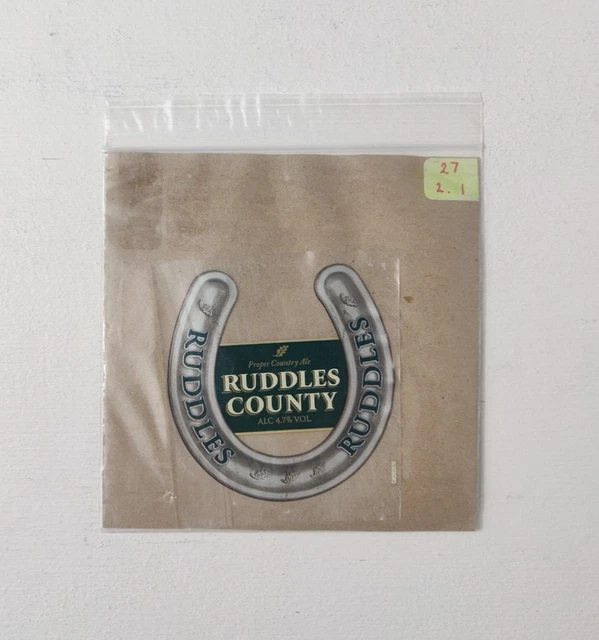 27
2. 1
RUDDLES
RUDDLES
Proper Country Ale
RUDDLES
COUNTY
ALC 4.7% VOL